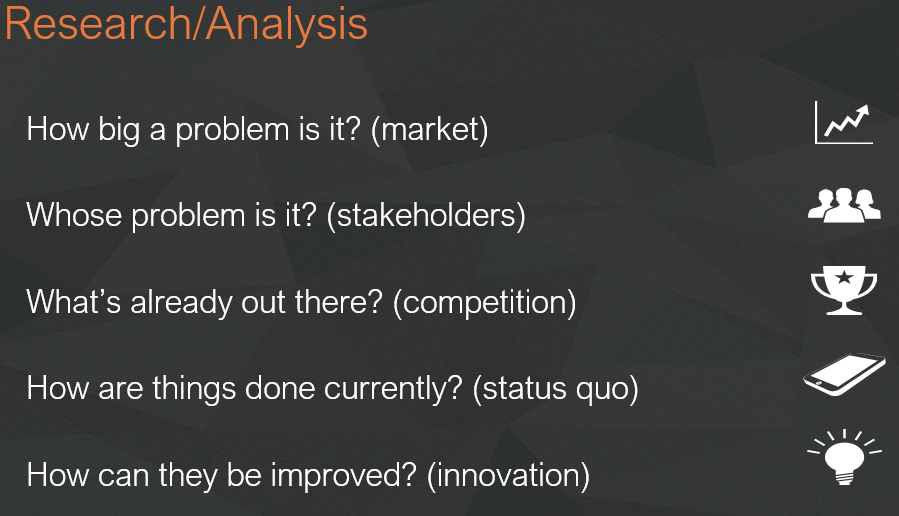 Research/Analysis
How big a problem is it? (market)
Whose problem is it? (stakeholders)
What’s already out there? (competition)
How are things done currently? (status quo)
How can they be improved? (innovation)